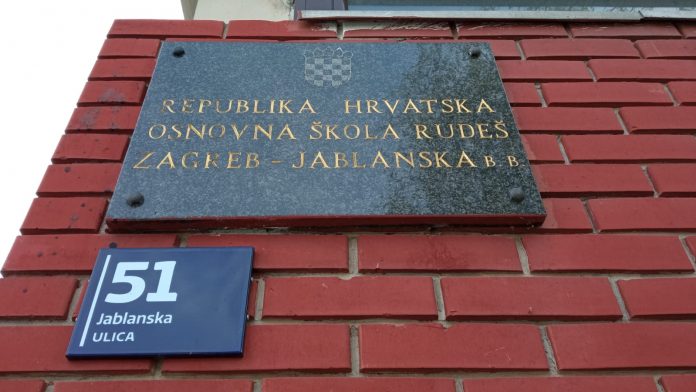 REPUBLIKA HRVATSKA
OSNOVNA ŠKOLA RUDEŠ
ZAGREB - JABLANSKA B B
51
Jablanska
ULICA